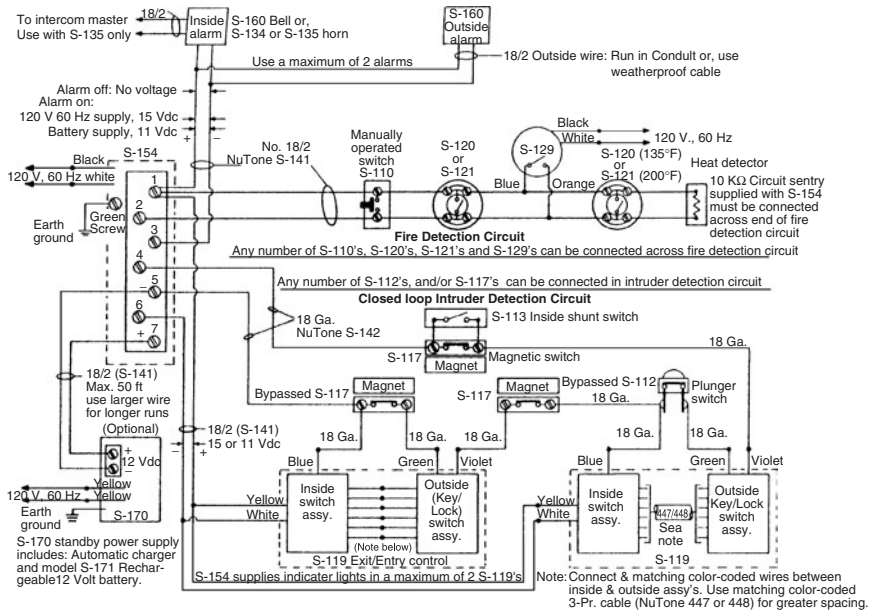 To intercom master
Use with S-135 only
18/2
Inside
alarm
S-160 Bell or,
S-134 or S-135 horn
S-160
Outside
alarm
18/2 Outside wire: Run in Condult or, use
weatherproof cable
Use a maximum of 2 alarms
Alarm off: No voltage
Alarm on:
120 V 60 Hz supply, 15 Vdc
Battery supply, 11 Vdc
+ −
S-154
Black
120 V, 60 Hz white
Green
Screw
Earth
ground
1
2
3
4
− 5
6
+ 7
No. 18/2
NuTone S-141
Manually
operated
switch
S-110
S-120
or
S-121
S-129
Black
White
120 V., 60 Hz
Blue
Orange
S-120 (135°F)
or
S-121 (200°F)
Heat detector
10 KΩ Circuit sentry
supplied with S-154
must be connected
across end of fire
detection circuit
Fire Detection Circuit
Any number of S-110's, S-120's, S-121's and S-129's can be connected across fire detection circuit
Any number of S-112's, and/or S-117's can be connected in intruder detection circuit
Closed loop Intruder Detection Circuit
S-113 Inside shunt switch
18 Ga.
NuTone S-142
S-117
Magnetic switch
Magnet
18 Ga.
18/2 (S-141)
Max. 50 ft
use larger wire
for longer runs
(Optional)
Bypassed S-117
Magnet
S-117
Magnet
Bypassed S-112
18 Ga.
Plunger
switch
18/2 (S-141)
15 or 11 Vdc
− +
18 Ga.
18 Ga.
18 Ga.
18 Ga.
18 Ga.
+
12 Vdc
−
Yellow
120 V, 60 Hz
Yellow
Earth
ground
S-170
Blue
Green
Violet
Inside
switch
assy.
Outside
(Key/
Lock)
switch
assy.
Yellow
White
(Note below)
S-119 Exit/Entry control
Blue
Green
Violet
Inside
switch
assy.
447/448
Sea
note
Outside
Key/Lock
switch
assy.
Yellow
White
S-119
S-170 standby power supply
includes: Automatic charger
and model S-171 Rechar-
geable12 Volt battery.
S-154 supplies indicater lights in a maximum of 2 S-119's
Note: Connect & matching color-coded wires between
inside & outside assy's. Use matching color-coded
3-Pr. cable (NuTone 447 or 448) for greater spacing.